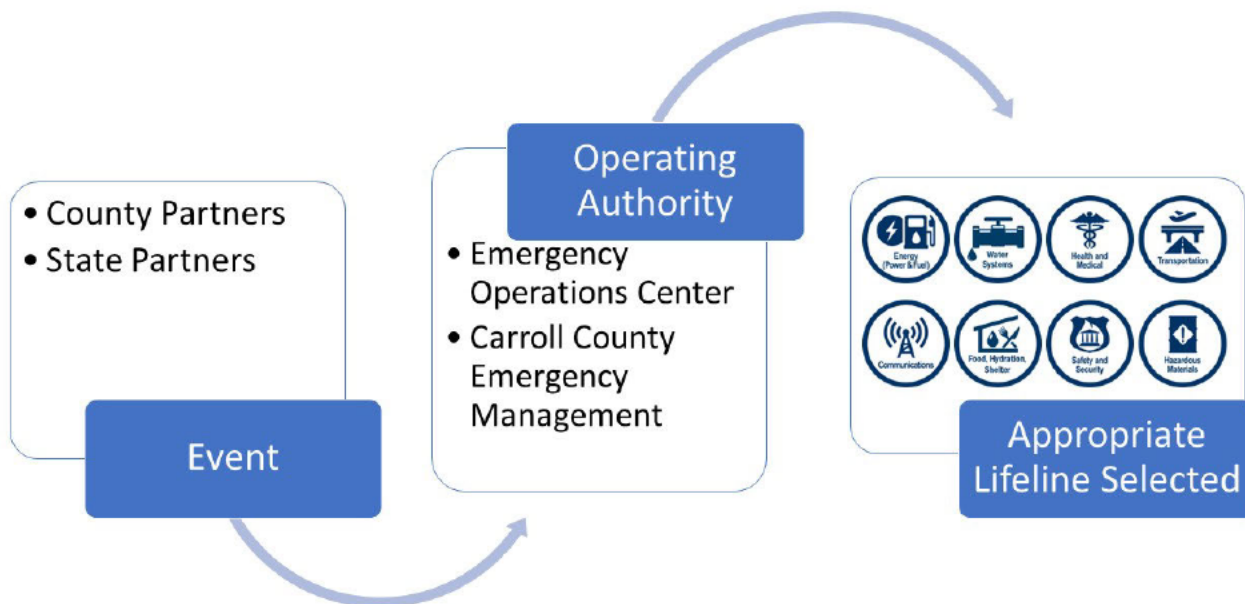 • County Partners
• State Partners
Event
Operating
Authority
• Emergency
Operations Center
• Carroll County
Emergency
Management
Energy
(Power & Fuel)
Water
Systems
Health and
Medical
Transportation
Communications
Food, Hydration,
Shelter
Safety and
Security
Hazardous
Materials
Appropriate
Lifeline Selected